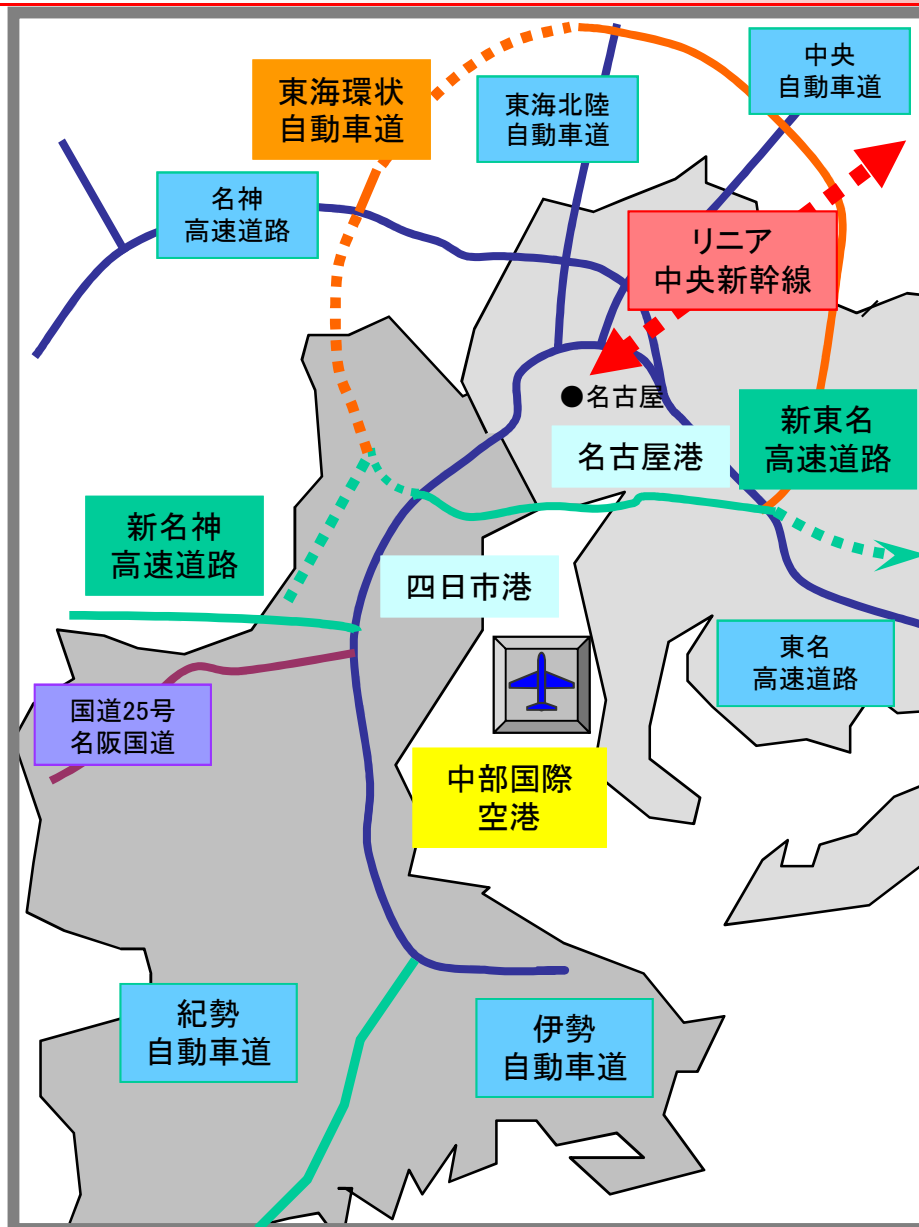 中央
自動車道
東海環状
自動車道
東海北陸
自動車道
名神
高速道路
リニア
中央新幹線
●名古屋
新東名
高速道路
名古屋港
新名神
高速道路
四日市港
東名
高速道路
国道25号
名阪国道
中部国際
空港
紀勢
自動車道
伊勢
自動車道